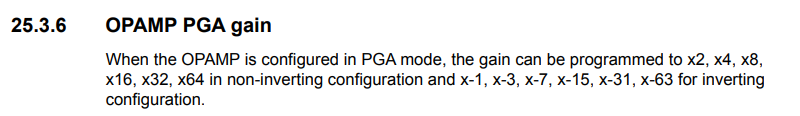 25.3.6 OPAMP PGA gain
When the OPAMP is configured in PGA mode, the gain can be programmed to x2, x4, x8,
x16, x32, x64 in non-inverting configuration and x-1, x-3, x-7, x-15, x-31, x-63 for inverting
configuration.